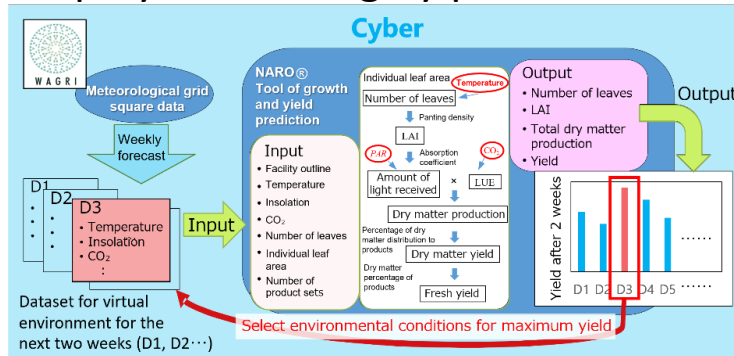 Cyber
WAGRI
Meteorological grid
square data
Weekly
forecast
D1
D2
D3
• Temperature
• Insolation
• CO₂
:
Dataset for virtual
environment for the
next two weeks (D1, D2⋯)
Input
NARO®
Tool of growth
and yield
prediction
Input
• Facility outline
• Temperature
• Insolation
• CO₂
• Number of leaves
• Individual leaf
area
• Number of
product sets
Individual leaf area
Temperature
Number of leaves
Panting density
LAI
PAR
Absorption
coefficient
CO₂
Amount of
light received
×
LUE
Dry matter production
Percentage of dry
matter distribution to
products
Dry matter yield
Dry matter
percentage of
products
Fresh yield
Output
• Number of leaves
• LAI
• Total dry matter
production
• Yield
Output
Yield after 2 weeks
D1 D2 D3 D4 D5 ⋯⋯
⋯⋯
Select environmental conditions for maximum yield